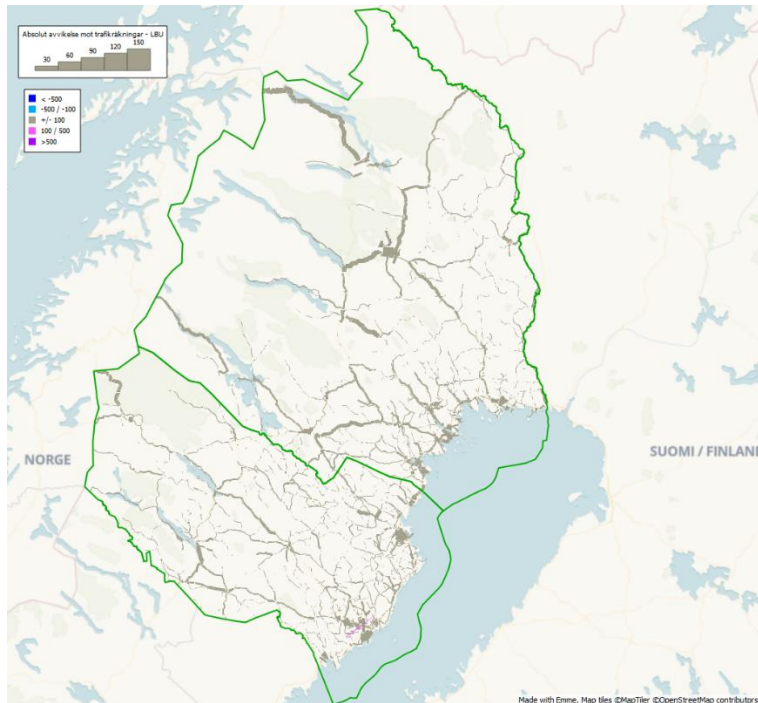 Absolut avvikelse mot trafikräkningar - LBU
30 60 90 120 150
< -500
-500 / -100
+/- 100
100 / 500
>500
NORGE
SUOMI / FINLAND
Made with Emme. Map tiles ©MapTiler ©OpenStreetMap contributors